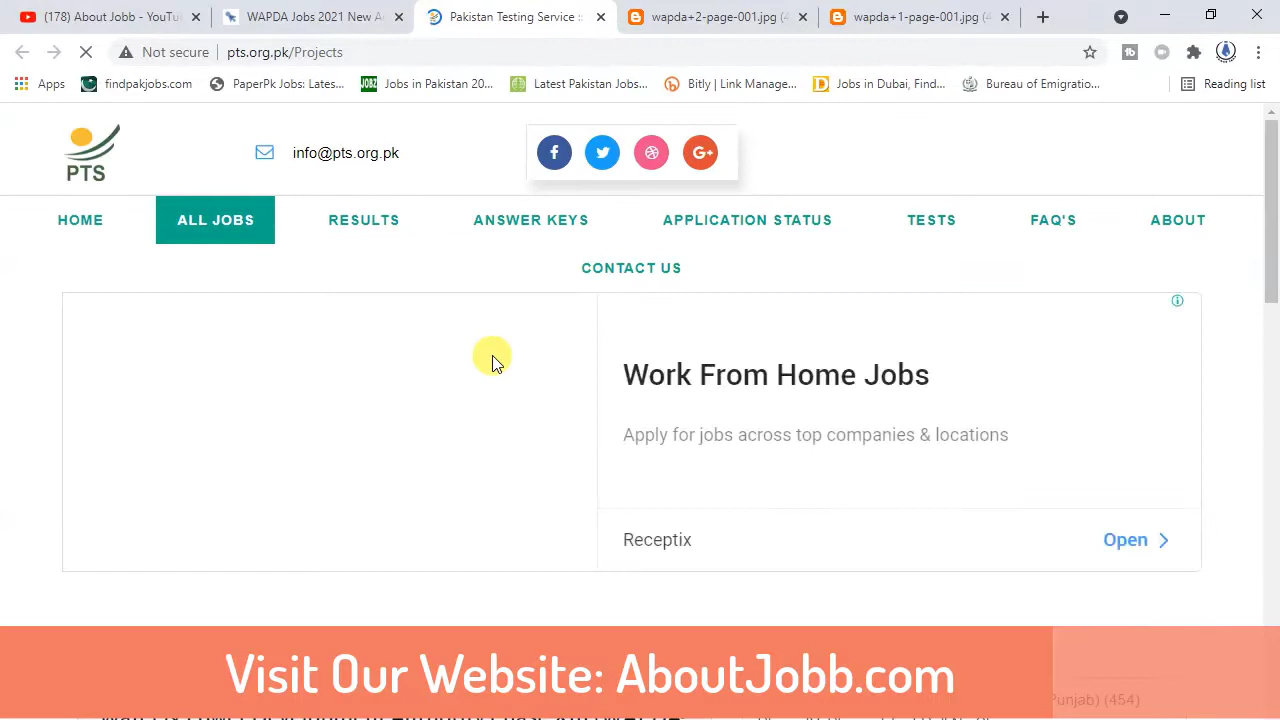 (178) About Jobb - YouTu
WAPDA Jobs 2021 New A
Pakistan Testing Service ::
wapda+2-page-001.jpg (4
wapda+1-page-001.jpg (4
Not secure
pts.org.pk/Projects
Apps
findpakjobs.com
PaperPk Jobs: Lates...
JOBZ
Jobs in Pakistan 20...
Latest Pakistan Jobs...
Bitly | Link Manage...
Jobs in Dubai, Find...
Bureau of Emigratio...
Reading list
PTS
info@pts.org.pk
HOME
ALL JOBS
RESULTS
ANSWER KEYS
APPLICATION STATUS
TESTS
FAQ'S
ABOUT
CONTACT US
Work From Home Jobs
Apply for jobs across top companies & locations
Receptix
Open
Visit Our Website: AboutJobb.com
Punjab) (454)